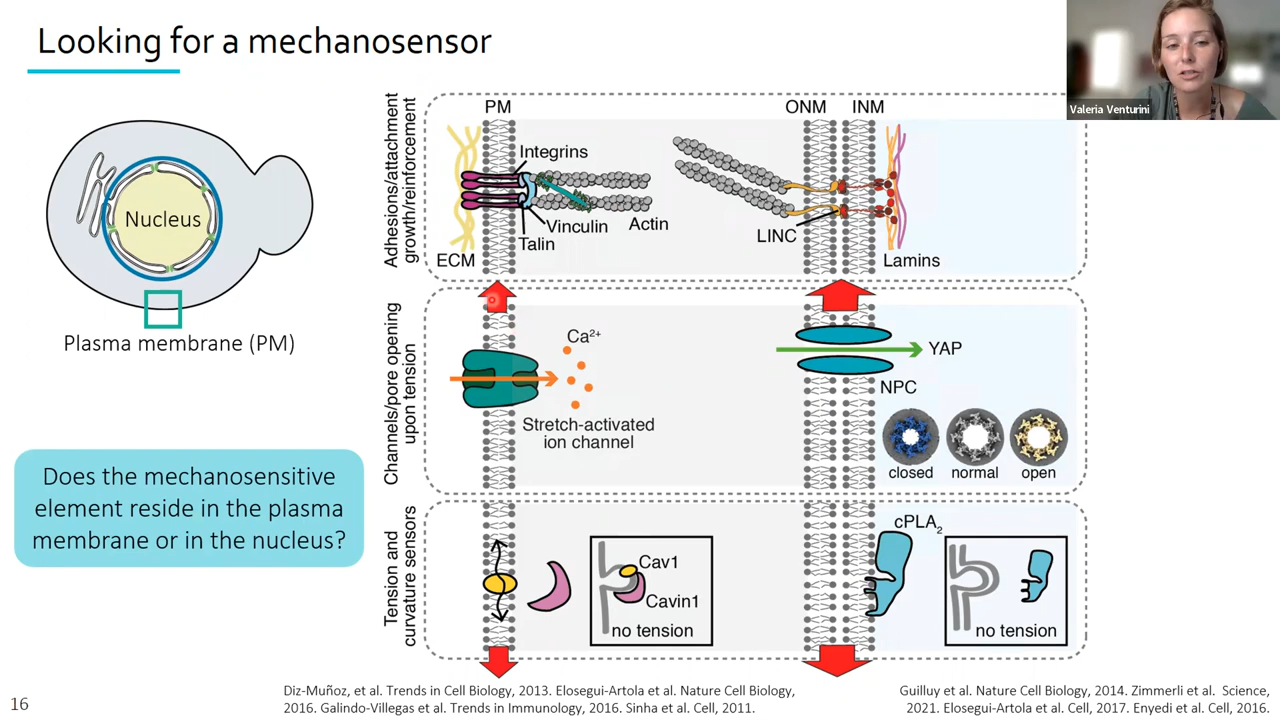 Looking for a mechanosensor
Valeria Venturini
Nucleus
Plasma membrane (PM)
Does the mechanosensitive
element reside in the plasma
membrane or in the nucleus?
Adhesions/attachment
growth/reinforcement
PM
ONM
INM
Integrins
Vinculin
Talin
Actin
ECM
LINC
Lamins
Channels/pore opening
upon tension
Ca²⁺
Stretch-activated
ion channel
YAP
NPC
closed
normal
open
Tension and
curvature sensors
Cav1
Cavin1
no tension
cPLA₂
no tension
16
Diz-Muñoz, et al. Trends in Cell Biology, 2013. Elosegui-Artola et al. Nature Cell Biology,
2016. Galindo-Villegas et al. Trends in Immunology, 2016. Sinha et al. Cell, 2011.
Guilluy et al. Nature Cell Biology, 2014. Zimmerli et al. Science,
2021. Elosegui-Artola et al. Cell, 2017. Enyedi et al. Cell, 2016.